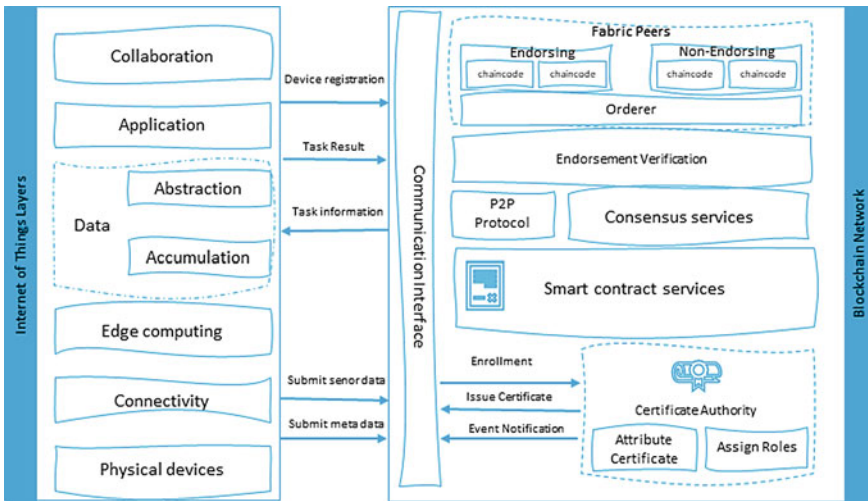 Internet of Things Layers
Collaboration
Application
Data
Abstraction
Accumulation
Edge computing
Connectivity
Physical devices
Device registration
Task Result
Task information
Submit senor data
Submit meta data
Communication Interface
Fabric Peers
Endorsing
chaincode
chaincode
Non-Endorsing
chaincode
chaincode
Orderer
Endorsement Verification
P2P
Protocol
Consensus services
Smart contract services
Enrollment
Issue Certificate
Event Notification
Certificate Authority
Attribute
Certificate
Assign Roles
Blockchain Network